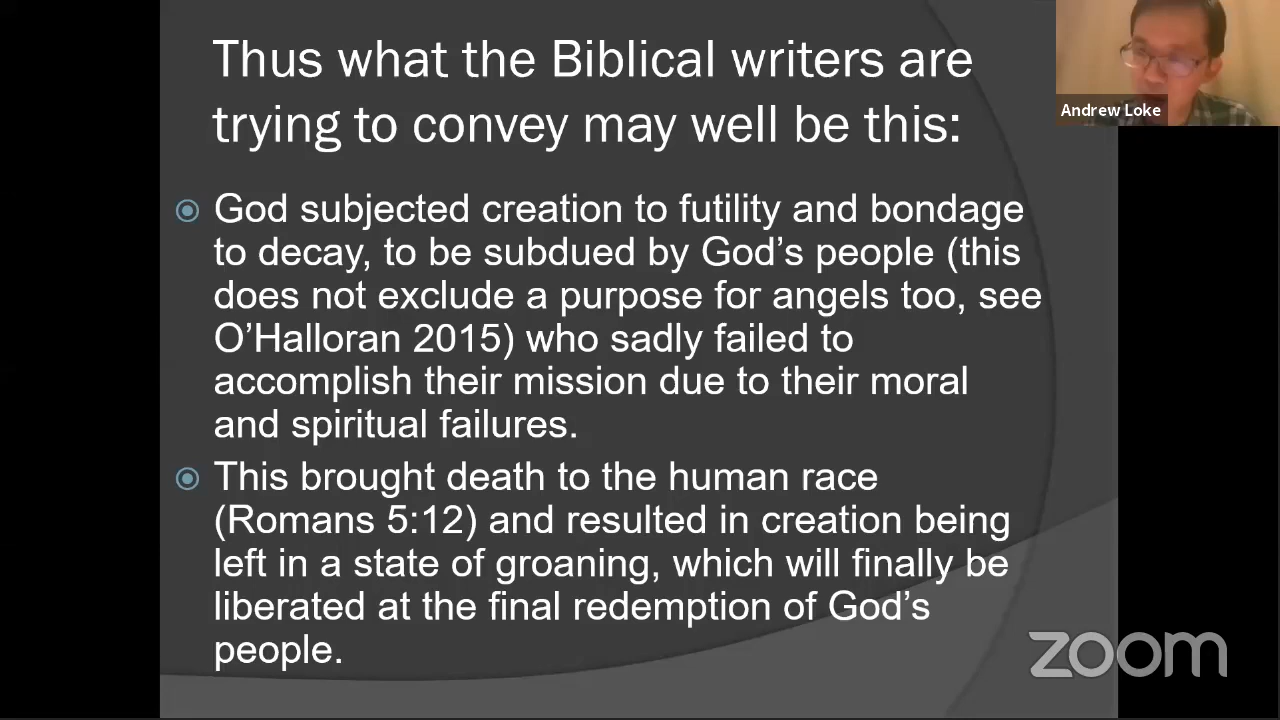 Thus what the Biblical writers are
trying to convey may well be this:
Andrew Loke
God subjected creation to futility and bondage
to decay, to be subdued by God’s people (this
does not exclude a purpose for angels too, see
O’Halloran 2015) who sadly failed to
accomplish their mission due to their moral
and spiritual failures.
This brought death to the human race
(Romans 5:12) and resulted in creation being
left in a state of groaning, which will finally be
liberated at the final redemption of God’s
people.
zoom